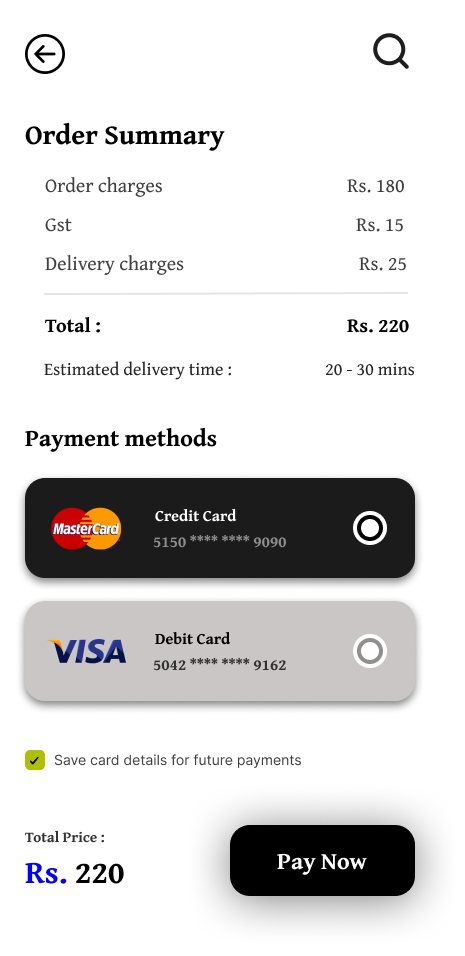 Order Summary
Order charges Rs. 180
Gst Rs. 15
Delivery charges Rs. 25
Total : Rs. 220
Estimated delivery time : 20 - 30 mins
Payment methods
MasterCard
Credit Card
5150 **** **** 9090
VISA
Debit Card
5042 **** **** 9162
Save card details for future payments
Total Price :
Rs. 220
Pay Now